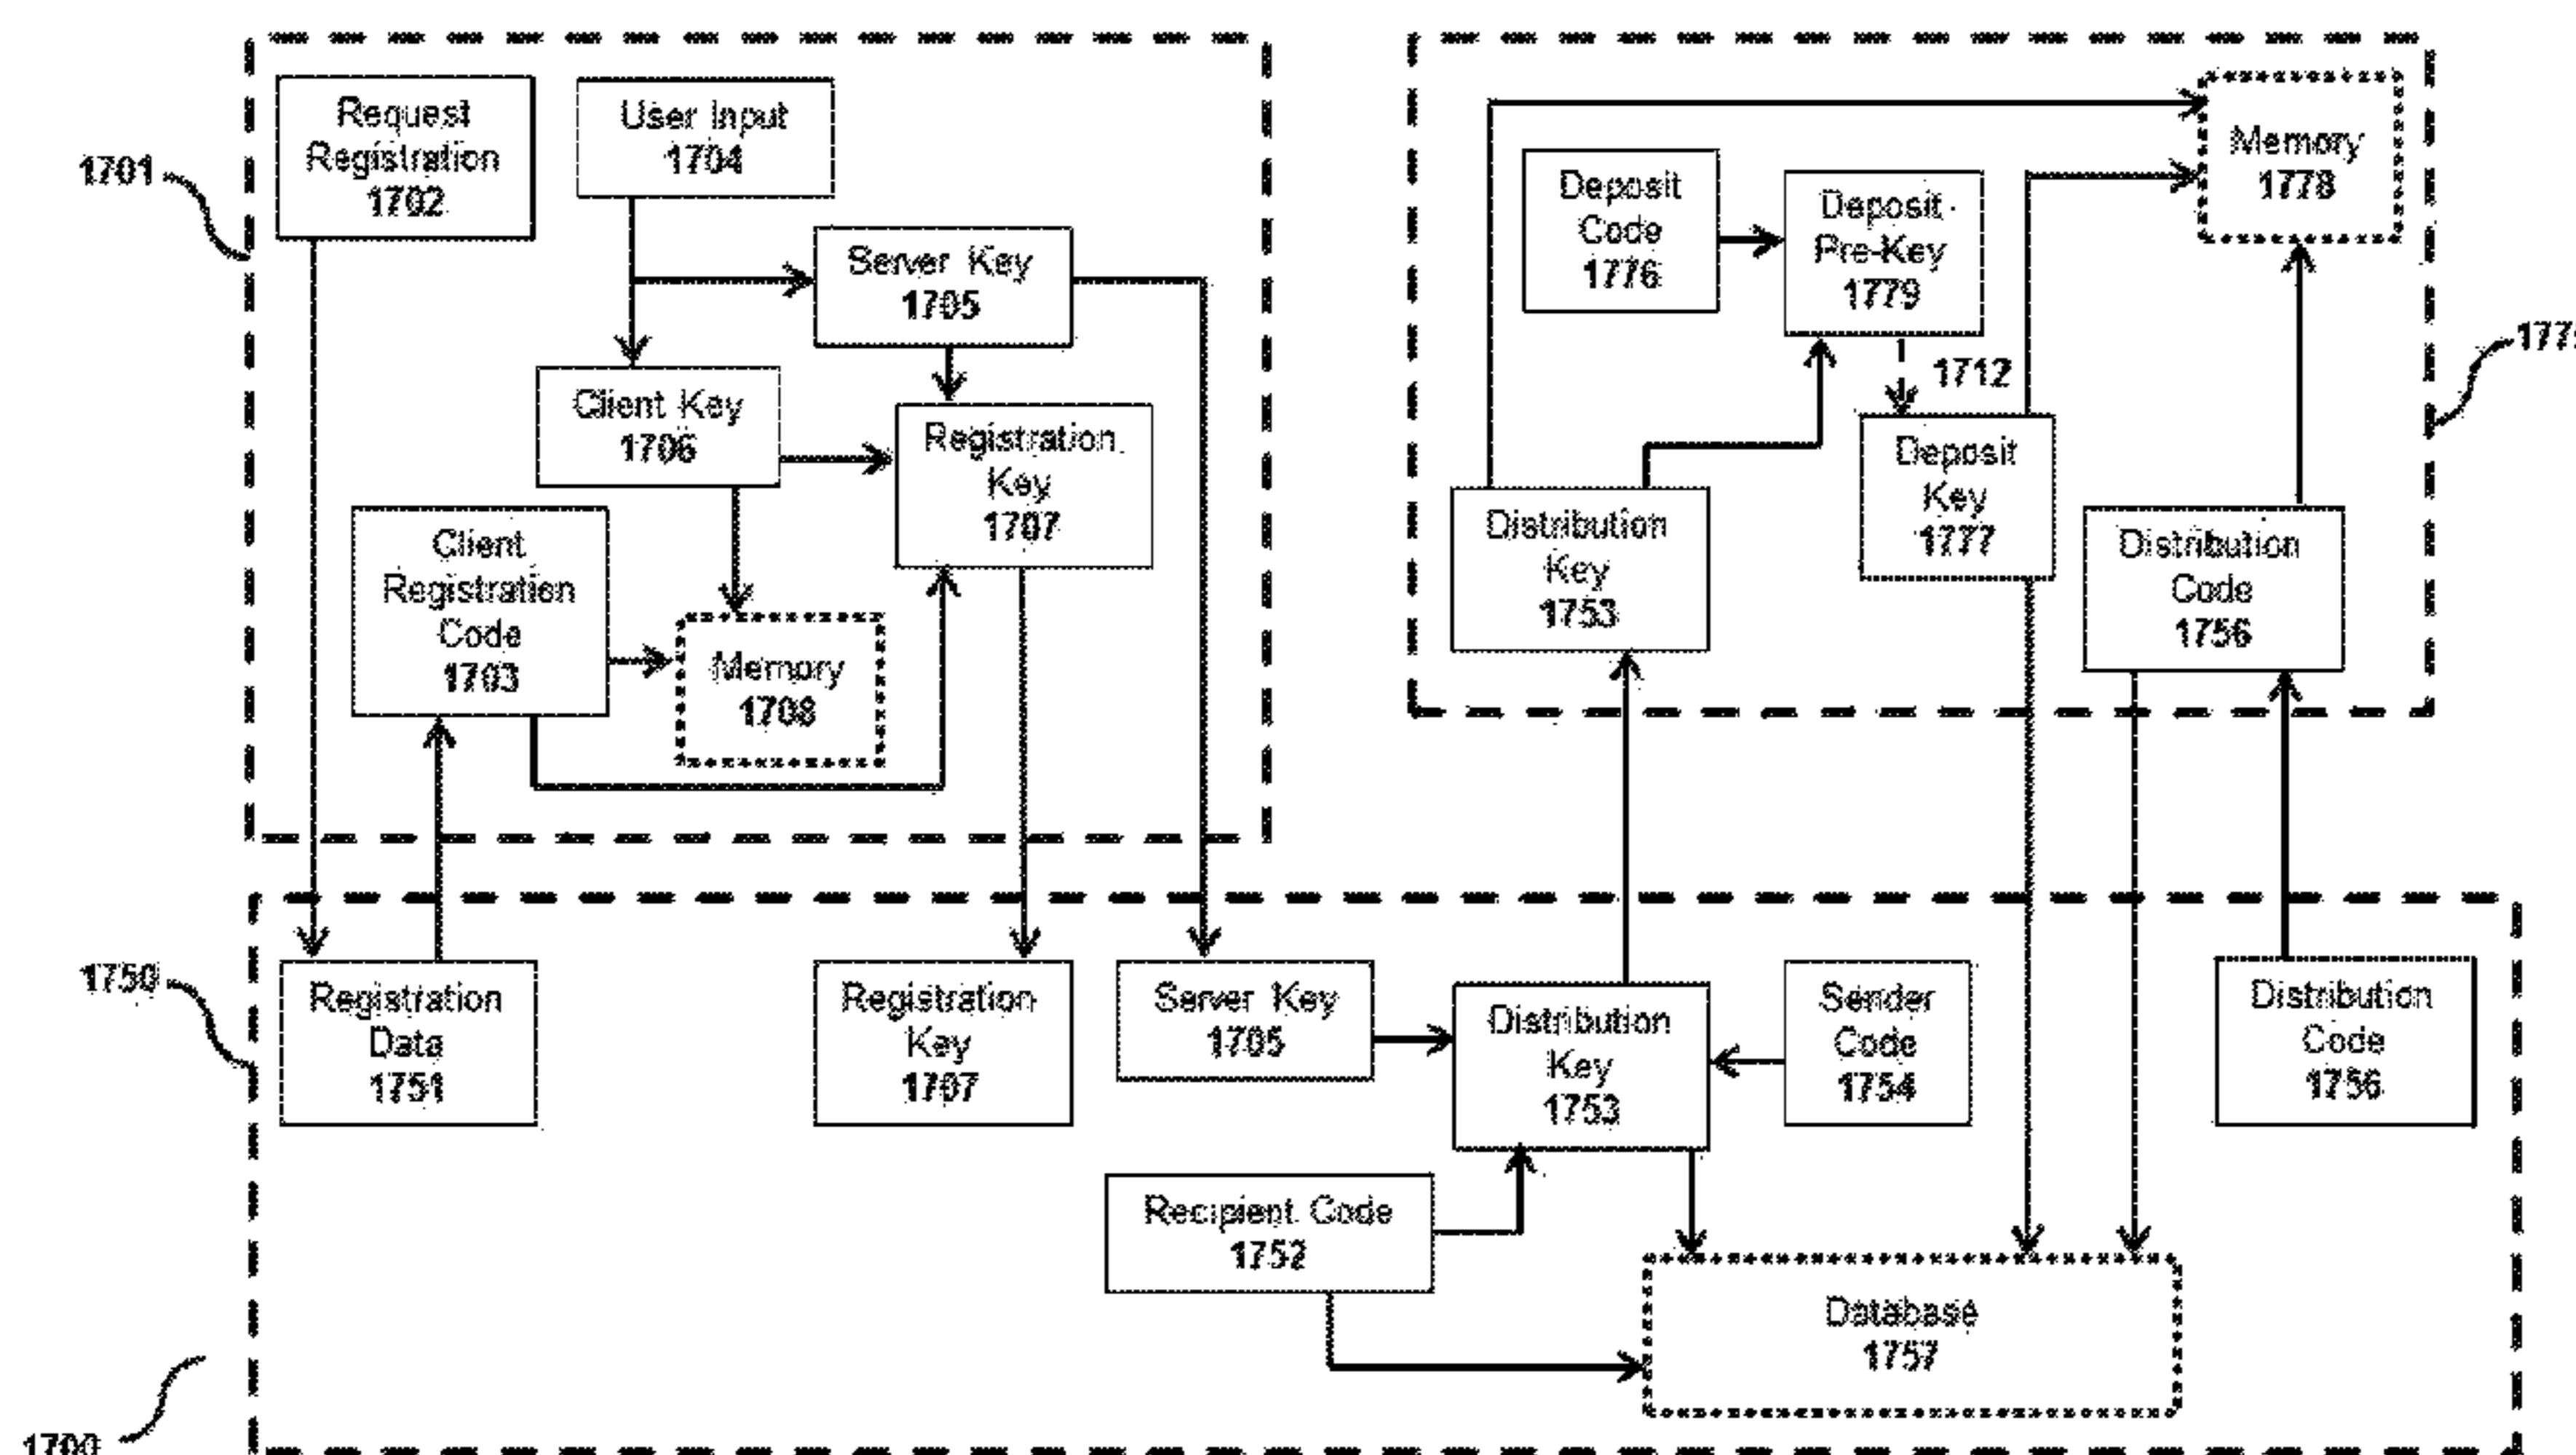 Request
Registration
1702
User Input
1704
1701
Server Key
1705
Client Key
1706
Registration
Key
1707
Client
Registration
Code
1703
Memory
1708
Memory
1778
Deposit
Code
1776
Deposit
Pre-Key
1779
1712
Deposit
Key
1777
Distribution
Key
1753
Distribution
Code
1756
1750
Registration
Data
1751
Registration
Key
1707
Server Key
1705
Distribution
Key
1753
Sender
Code
1754
Distribution
Code
1756
Recipient Code
1752
Database
1757
1700